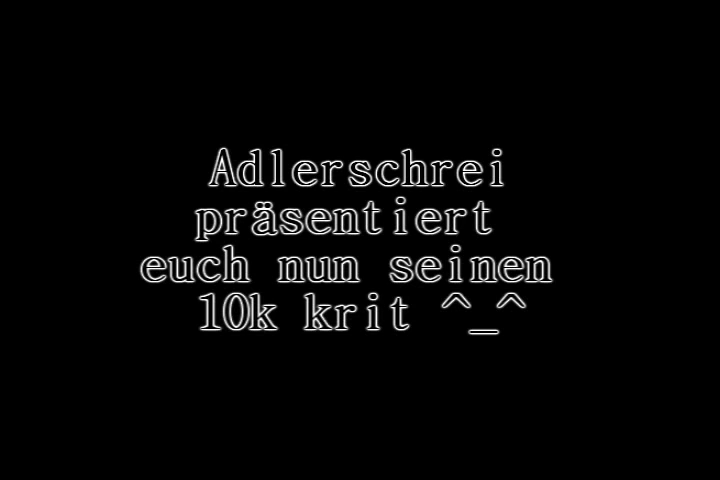 Adlerschrei
präsentiert
euch nun seinen
10k krit ^_^